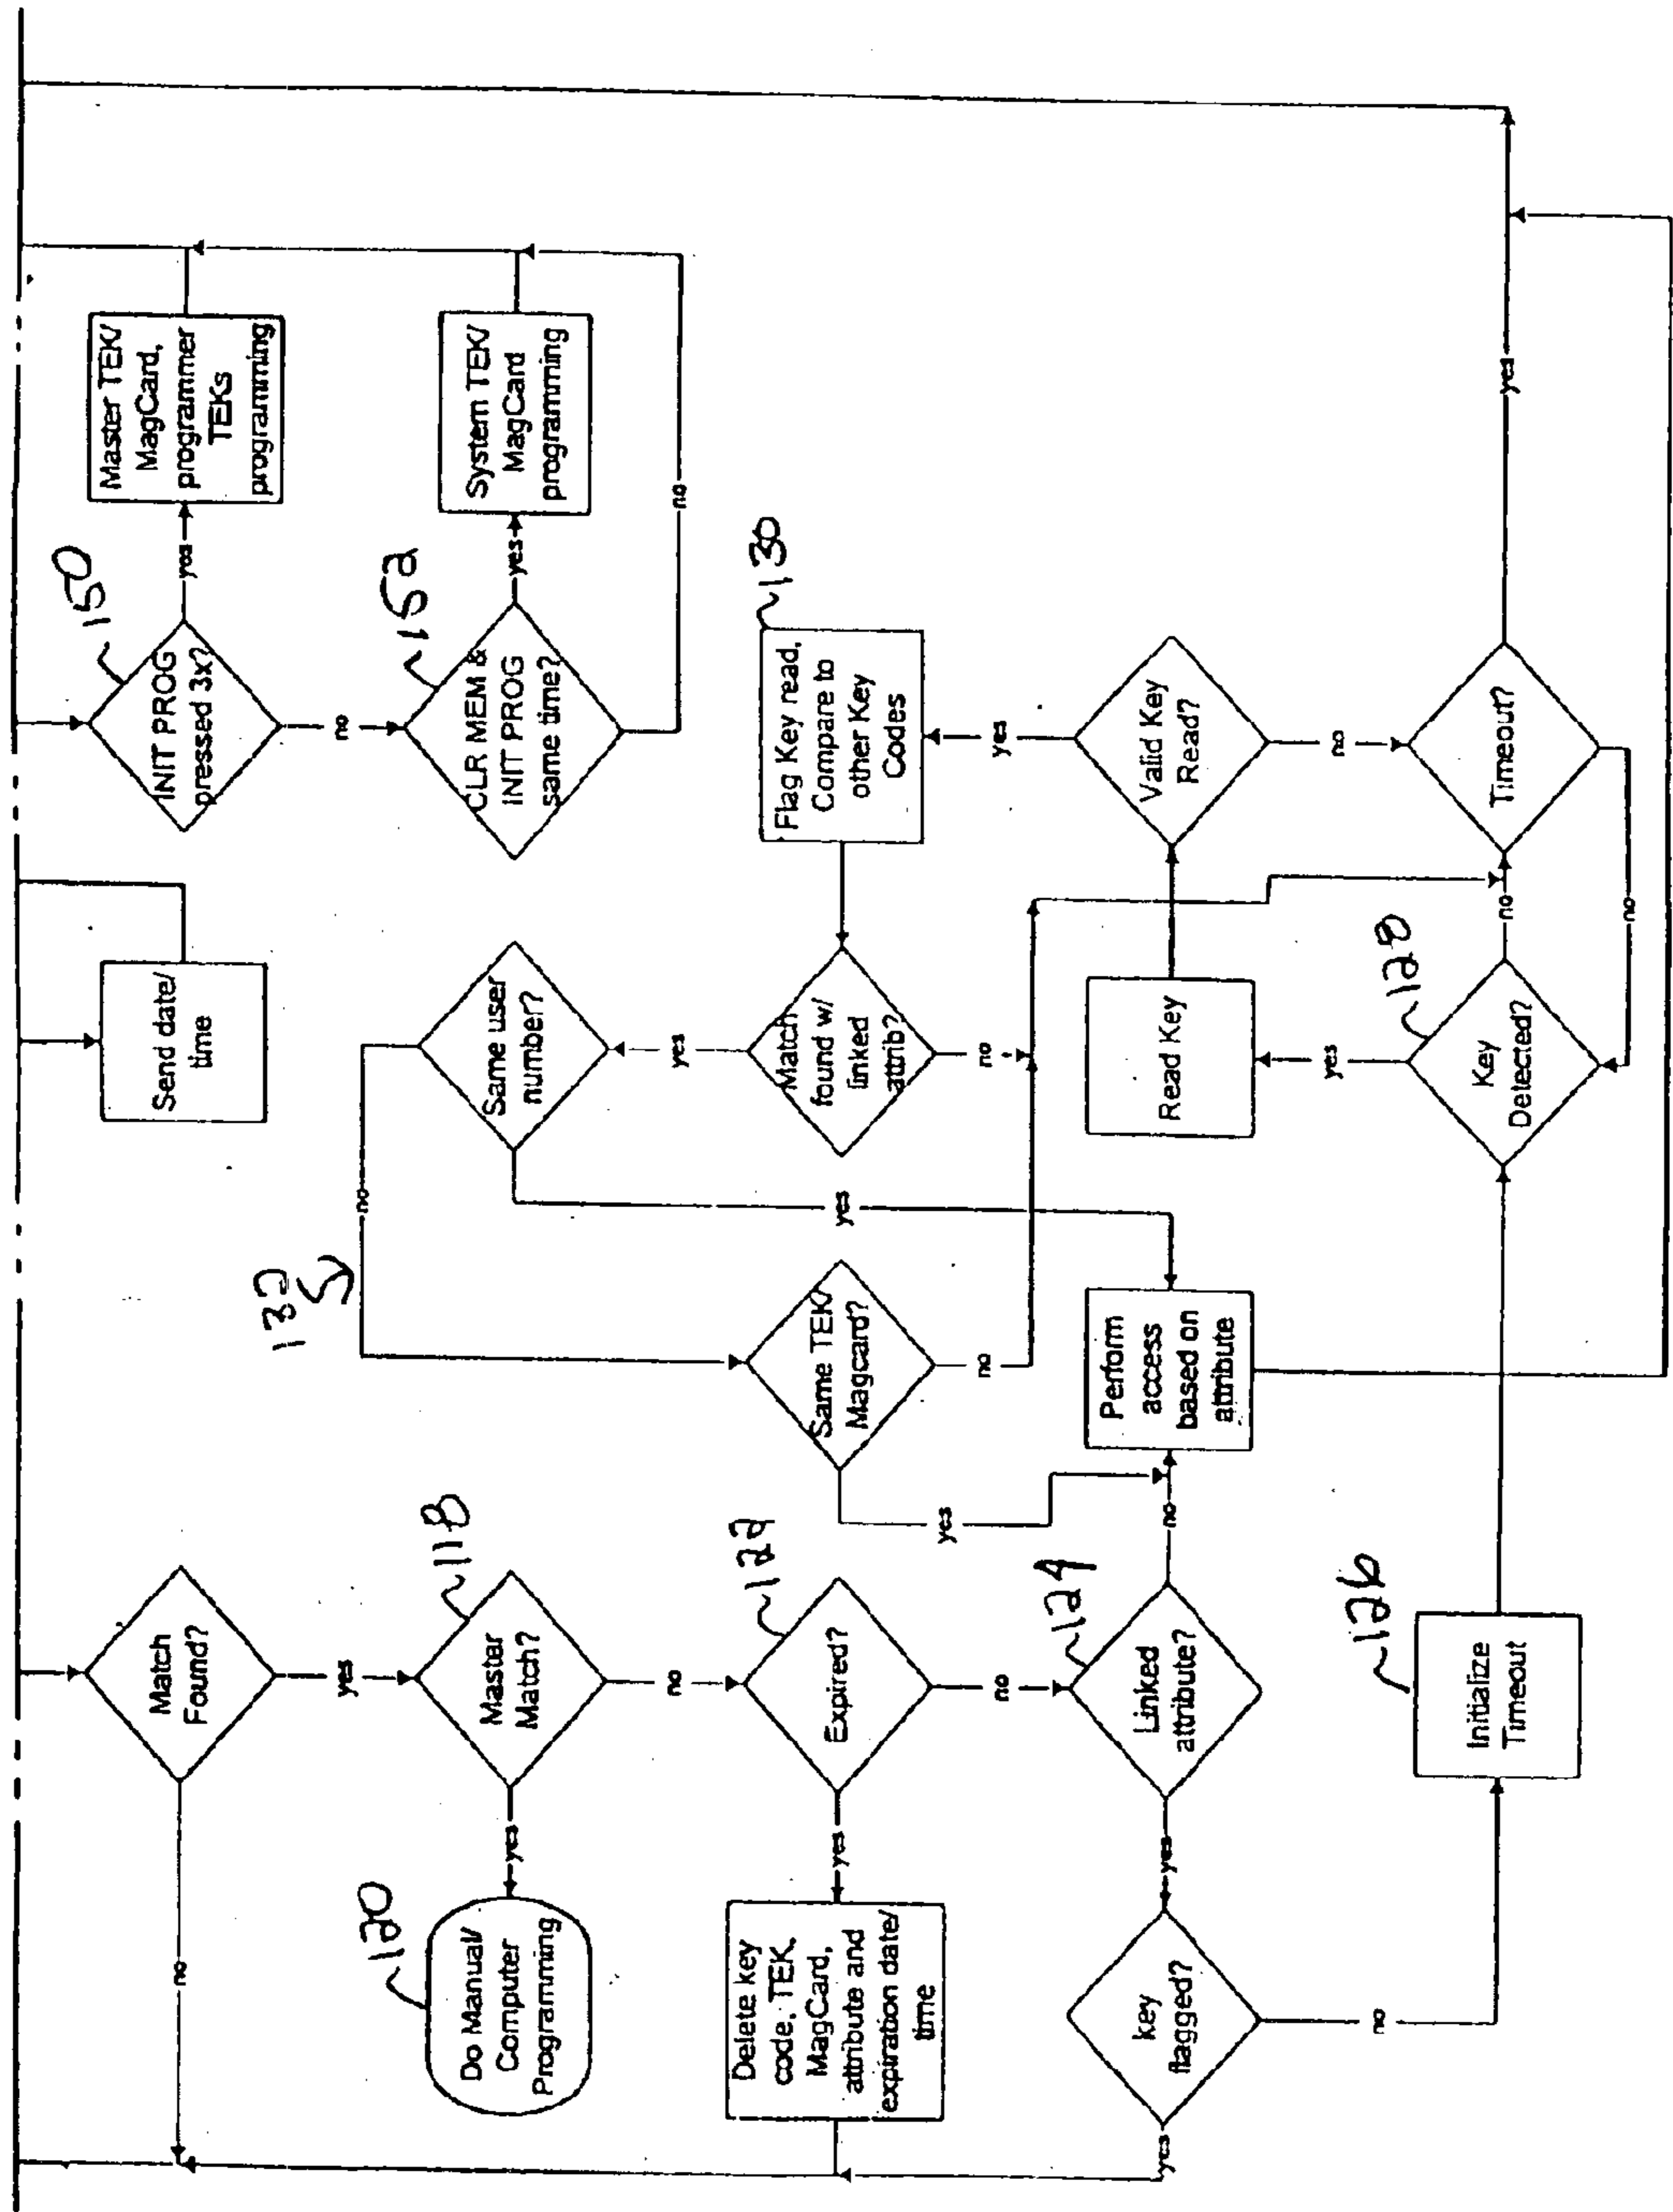 no
Match
Found?
yes
Send date/
time
150
INIT PROG
pressed 3x?
yes
Master TEK/
MagCard,
programmer
TEKs
programming
no
120
Do Manual/
Computer
Programming
yes
118
Master
Match?
no
132
no
Same user
number?
yes
152
CLR MEM &
INIT PROG
same time?
yes
System TEK/
MagCard
programming
no
Delete key
code, TEK,
MagCard,
attribute and
expiration date/
time
yes
122
Expired?
no
yes
Same TEK/
Magcard?
no
yes
Match
found w/
linked
attrib?
no
130
Flag Key read,
Compare to
other Key
Codes
yes
key
flagged?
yes
no
yes
124
Linked
attribute?
no
Perform
access
based on
attribute
Read Key
yes
Valid Key
Read?
no
126
Initialize
Timeout
128
Key
Detected?
no
Timeout?
yes
no